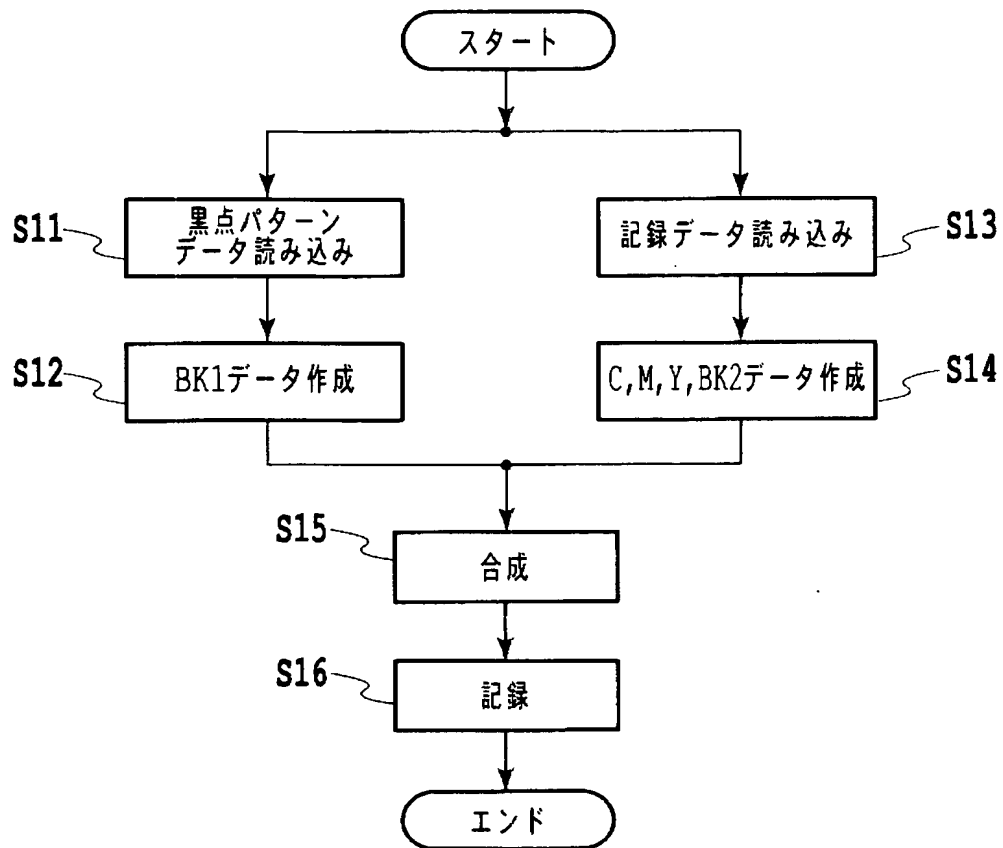 スタート
S11
黒点パターン
データ読み込み
記録データ読み込み
S13
S12
BK1データ作成
C,M,Y,BK2データ作成
S14
S15
合成
S16
記録
エンド